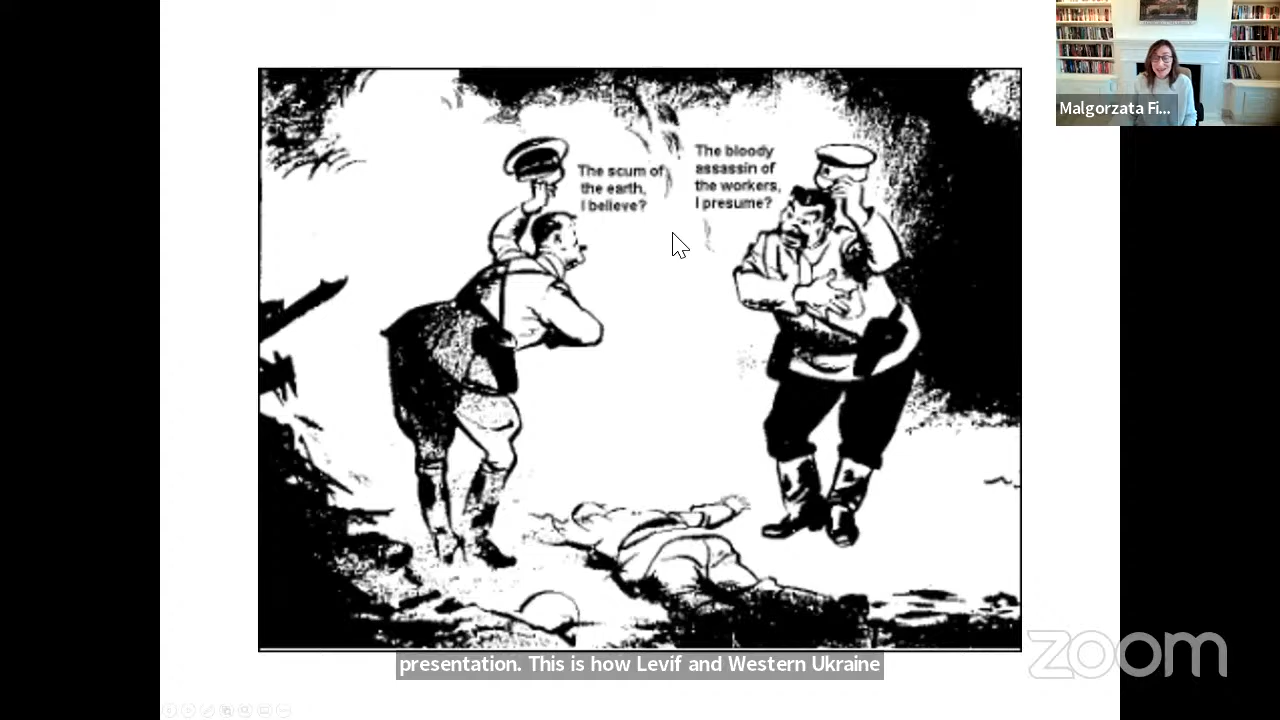 Malgorzata Fi...
The scum of
the earth,
I believe?
The bloody
assassin of
the workers,
I presume?
presentation. This is how Levif and Western Ukraine
zoom